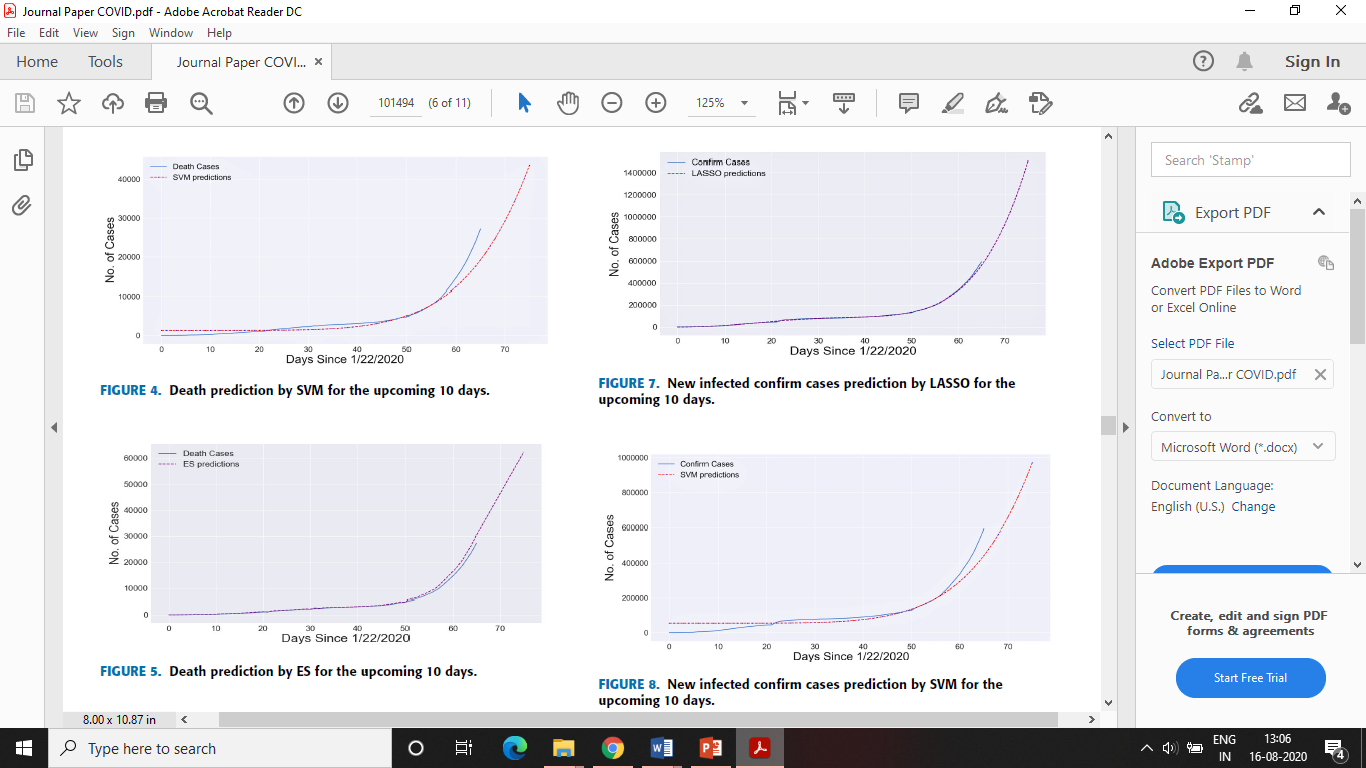 Journal Paper COVID.pdf - Adobe Acrobat Reader DC
File Edit View Sign Window Help
Home Tools Journal Paper COVI... × Sign In
101494 (6 of 11) 125%
Death Cases
SVM predictions
40000
30000
20000
10000
0
No. of Cases
0 10 20 30 40 50 60 70
Days Since 1/22/2020
FIGURE 4. Death prediction by SVM for the upcoming 10 days.
Death Cases
ES predictions
60000
50000
40000
30000
20000
10000
0
No. of Cases
0 10 20 30 40 50 60 70
Days Since 1/22/2020
FIGURE 5. Death prediction by ES for the upcoming 10 days.
Confirm Cases
LASSO predictions
1400000
1200000
1000000
800000
600000
400000
200000
0
No. of Cases
0 10 20 30 40 50 60 70
Days Since 1/22/2020
FIGURE 7. New infected confirm cases prediction by LASSO for the
upcoming 10 days.
Confirm Cases
SVM predictions
1000000
800000
600000
400000
200000
0
No. of Cases
0 10 20 30 40 50 60 70
Days Since 1/22/2020
FIGURE 8. New infected confirm cases prediction by SVM for the
upcoming 10 days.
8.00 x 10.87 in
Search 'Stamp'
Export PDF
Adobe Export PDF
Convert PDF Files to Word
or Excel Online
Select PDF File
Journal Pa...r COVID.pdf
Convert to
Microsoft Word (*.docx)
Document Language:
English (U.S.) Change
Create, edit and sign PDF
forms & agreements
Start Free Trial
Type here to search
ENG
IN
13:06
16-08-2020
4